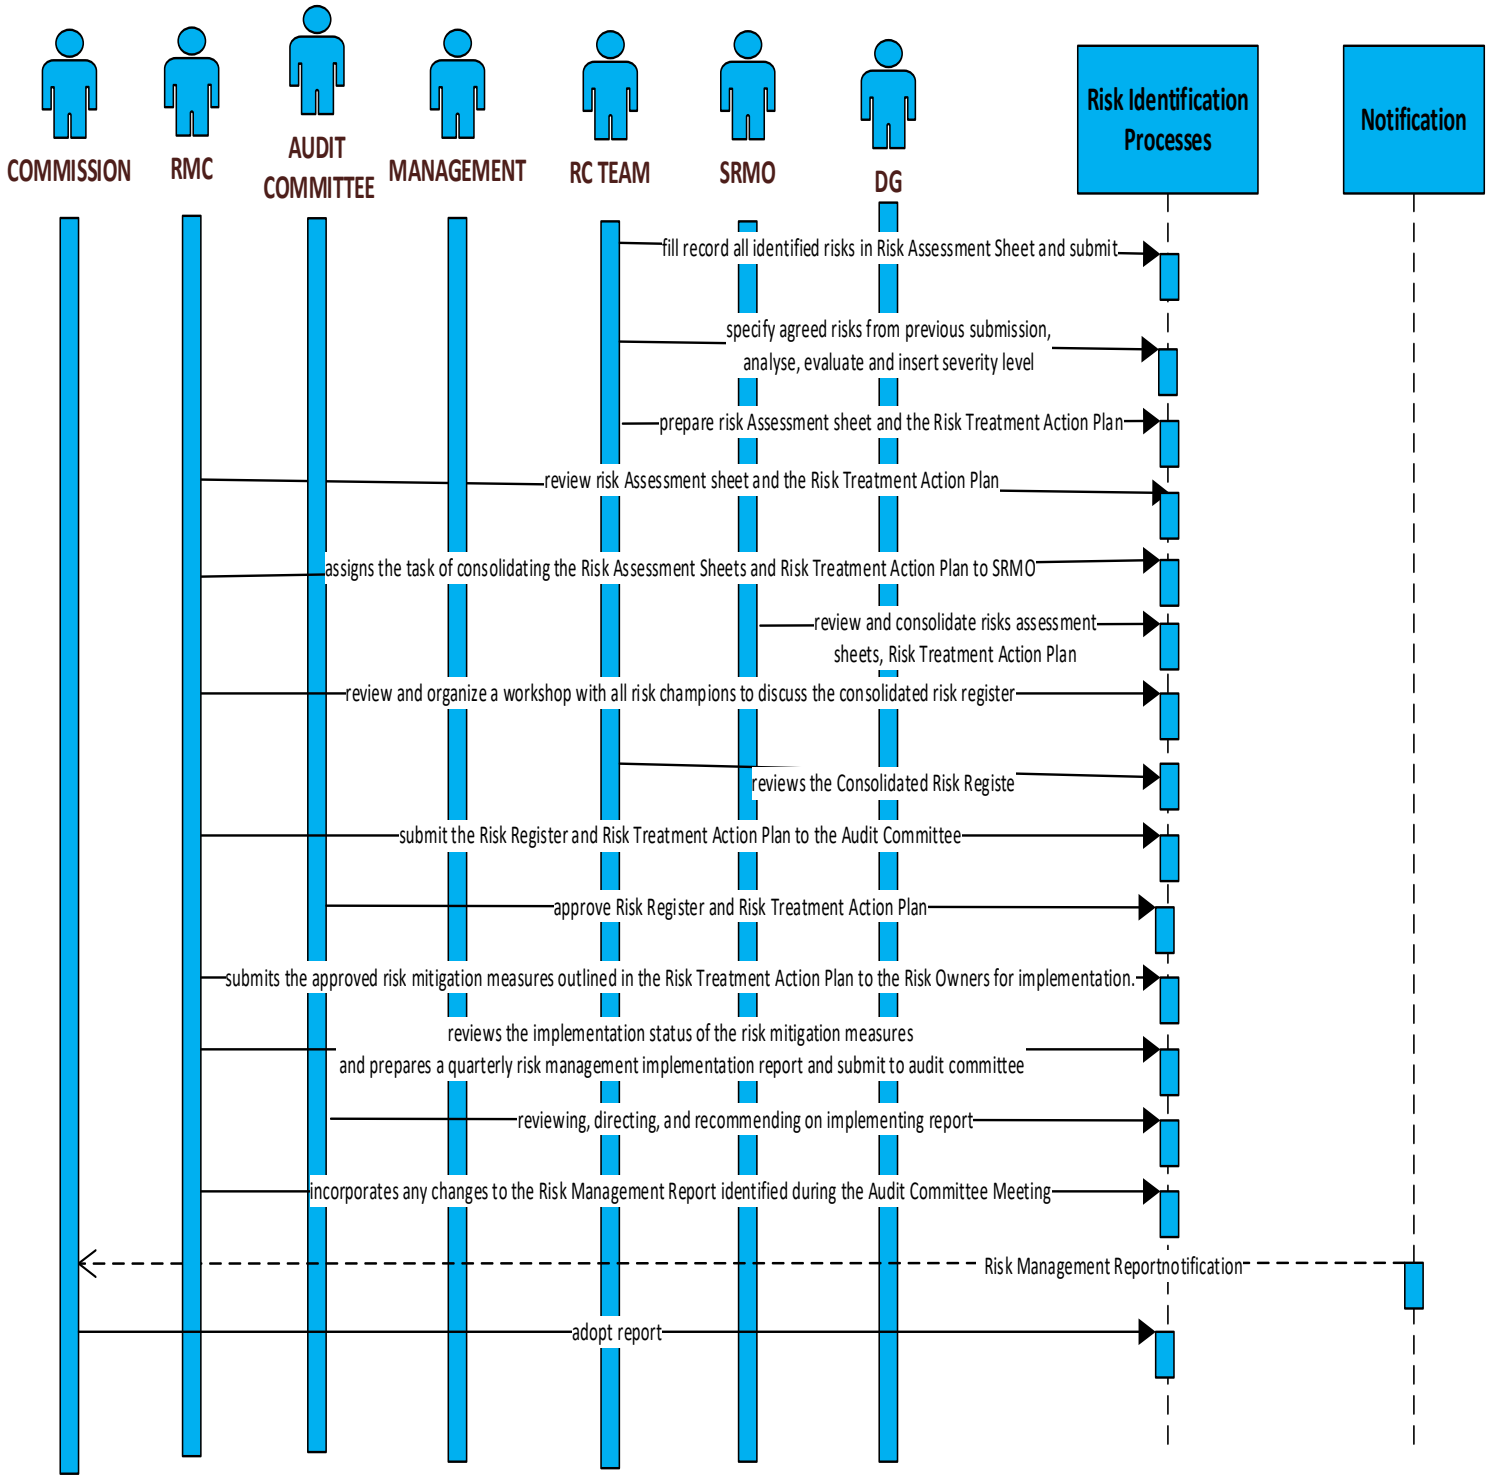 COMMISSION
RMC
AUDIT
COMMITTEE
MANAGEMENT
RC TEAM
SRMO
DG
Risk Identification
Processes
Notification
fill record all identified risks in Risk Assessment Sheet and submit
specify agreed risks from previous submission,
analyse, evaluate and insert severity level
prepare risk Assessment sheet and the Risk Treatment Action Plan
review risk Assessment sheet and the Risk Treatment Action Plan
assigns the task of consolidating the Risk Assessment Sheets and Risk Treatment Action Plan to SRMO
review and consolidate risks assessment
sheets, Risk Treatment Action Plan
review and organize a workshop with all risk champions to discuss the consolidated risk register
reviews the Consolidated Risk Registe
submit the Risk Register and Risk Treatment Action Plan to the Audit Committee
approve Risk Register and Risk Treatment Action Plan
submits the approved risk mitigation measures outlined in the Risk Treatment Action Plan to the Risk Owners for implementation.
reviews the implementation status of the risk mitigation measures
and prepares a quarterly risk management implementation report and submit to audit committee
reviewing, directing, and recommending on implementing report
incorporates any changes to the Risk Management Report identified during the Audit Committee Meeting
Risk Management Reportnotification
adopt report